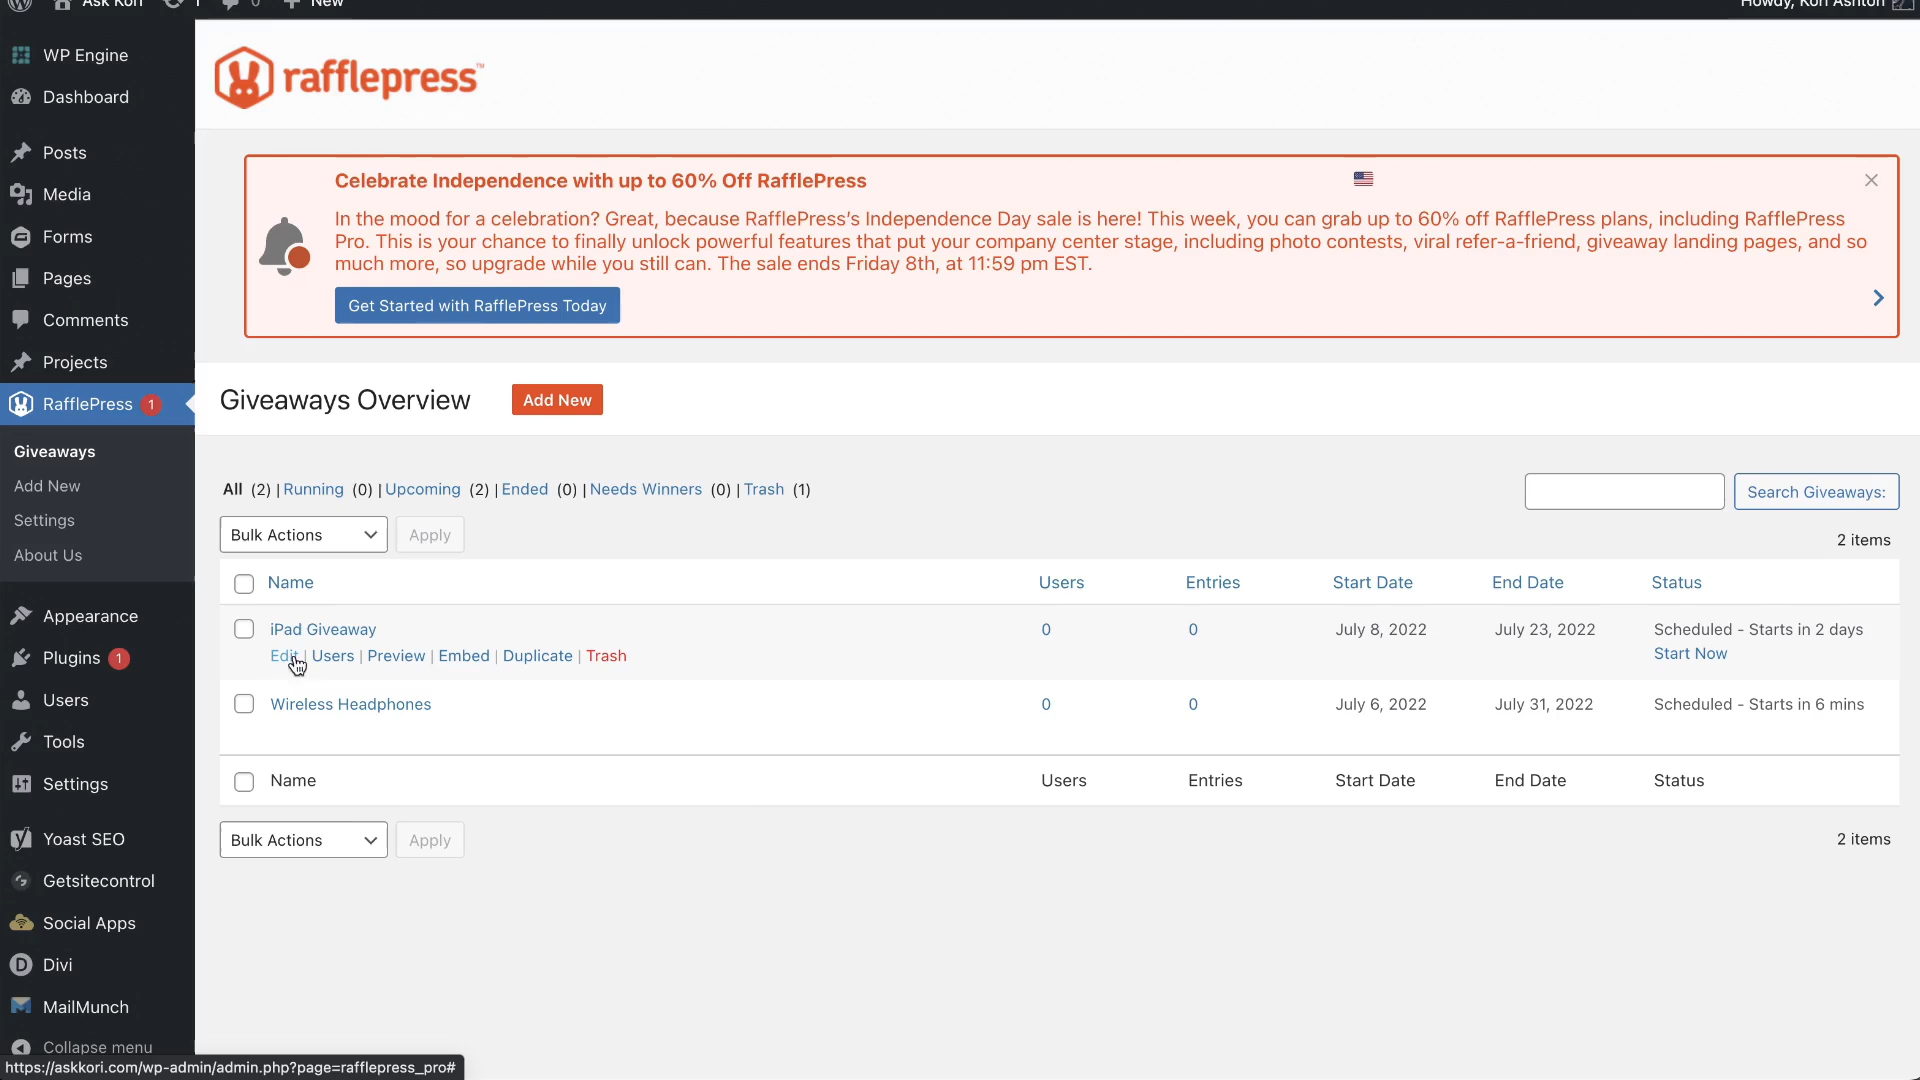 Ask Kori 1 0 New Howdy, Kori Ashton
WP Engine
Dashboard
Posts
Media
Forms
Pages
Comments
Projects
RafflePress 1
Giveaways
Add New
Settings
About Us
Appearance
Plugins 1
Users
Tools
Settings
Yoast SEO
Getsitecontrol
Social Apps
Divi
MailMunch
Collapse menu
rafflepress™
Celebrate Independence with up to 60% Off RafflePress
In the mood for a celebration? Great, because RafflePress's Independence Day sale is here! This week, you can grab up to 60% off RafflePress plans, including RafflePress
Pro. This is your chance to finally unlock powerful features that put your company center stage, including photo contests, viral refer-a-friend, giveaway landing pages, and so
much more, so upgrade while you still can. The sale ends Friday 8th, at 11:59 pm EST.
Get Started with RafflePress Today
Giveaways Overview Add New
All (2) | Running (0) | Upcoming (2) | Ended (0) | Needs Winners (0) | Trash (1)
Search Giveaways:
Bulk Actions Apply
2 items
Name Users Entries Start Date End Date Status
iPad Giveaway 0 0 July 8, 2022 July 23, 2022 Scheduled - Starts in 2 days
Edit | Users | Preview | Embed | Duplicate | Trash Start Now
Wireless Headphones 0 0 July 6, 2022 July 31, 2022 Scheduled - Starts in 6 mins
Name Users Entries Start Date End Date Status
Bulk Actions Apply
2 items
https://askkori.com/wp-admin/admin.php?page=rafflepress_pro#